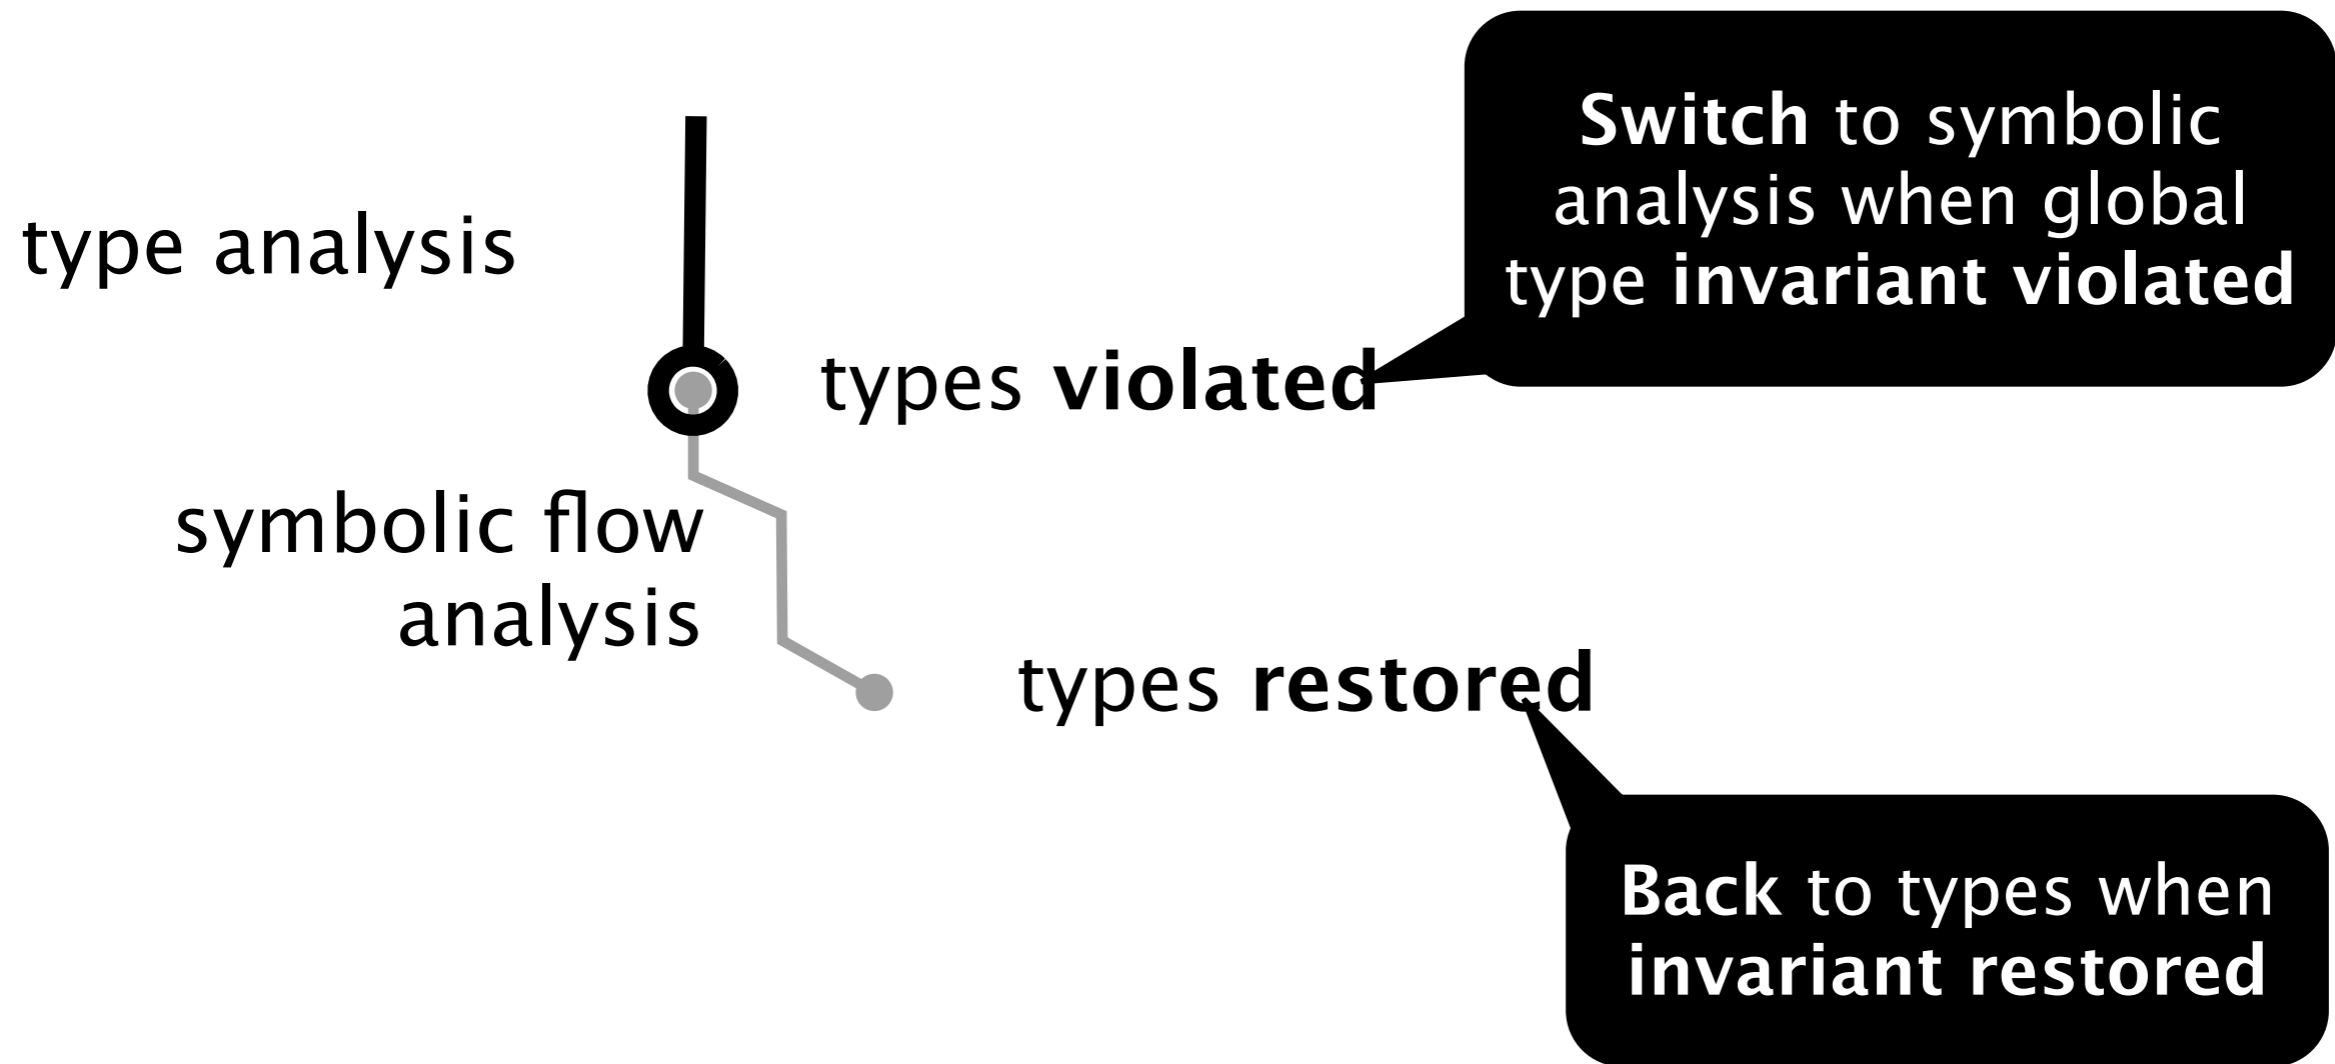 type analysis
Switch to symbolic
analysis when global
type invariant violated
types violated
symbolic flow
analysis
types restored
Back to types when
invariant restored